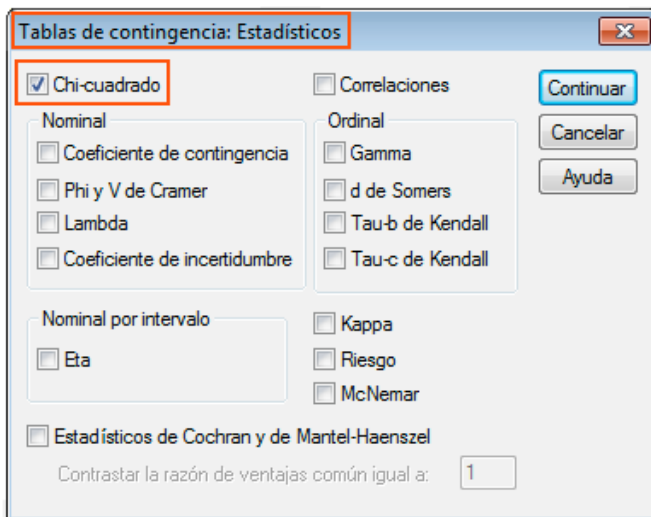 Tablas de contingencia: Estadísticos
Chi-cuadrado
Correlaciones
Continuar
Nominal
Ordinal
Cancelar
Coeficiente de contingencia
Gamma
Ayuda
Phi y V de Cramer
d de Somers
Lambda
Tau-b de Kendall
Coeficiente de incertidumbre
Tau-c de Kendall
Nominal por intervalo
Kappa
Eta
Riesgo
McNemar
Estadísticos de Cochran y de Mantel-Haenszel
Contrastar la razón de ventajas común igual a:
1